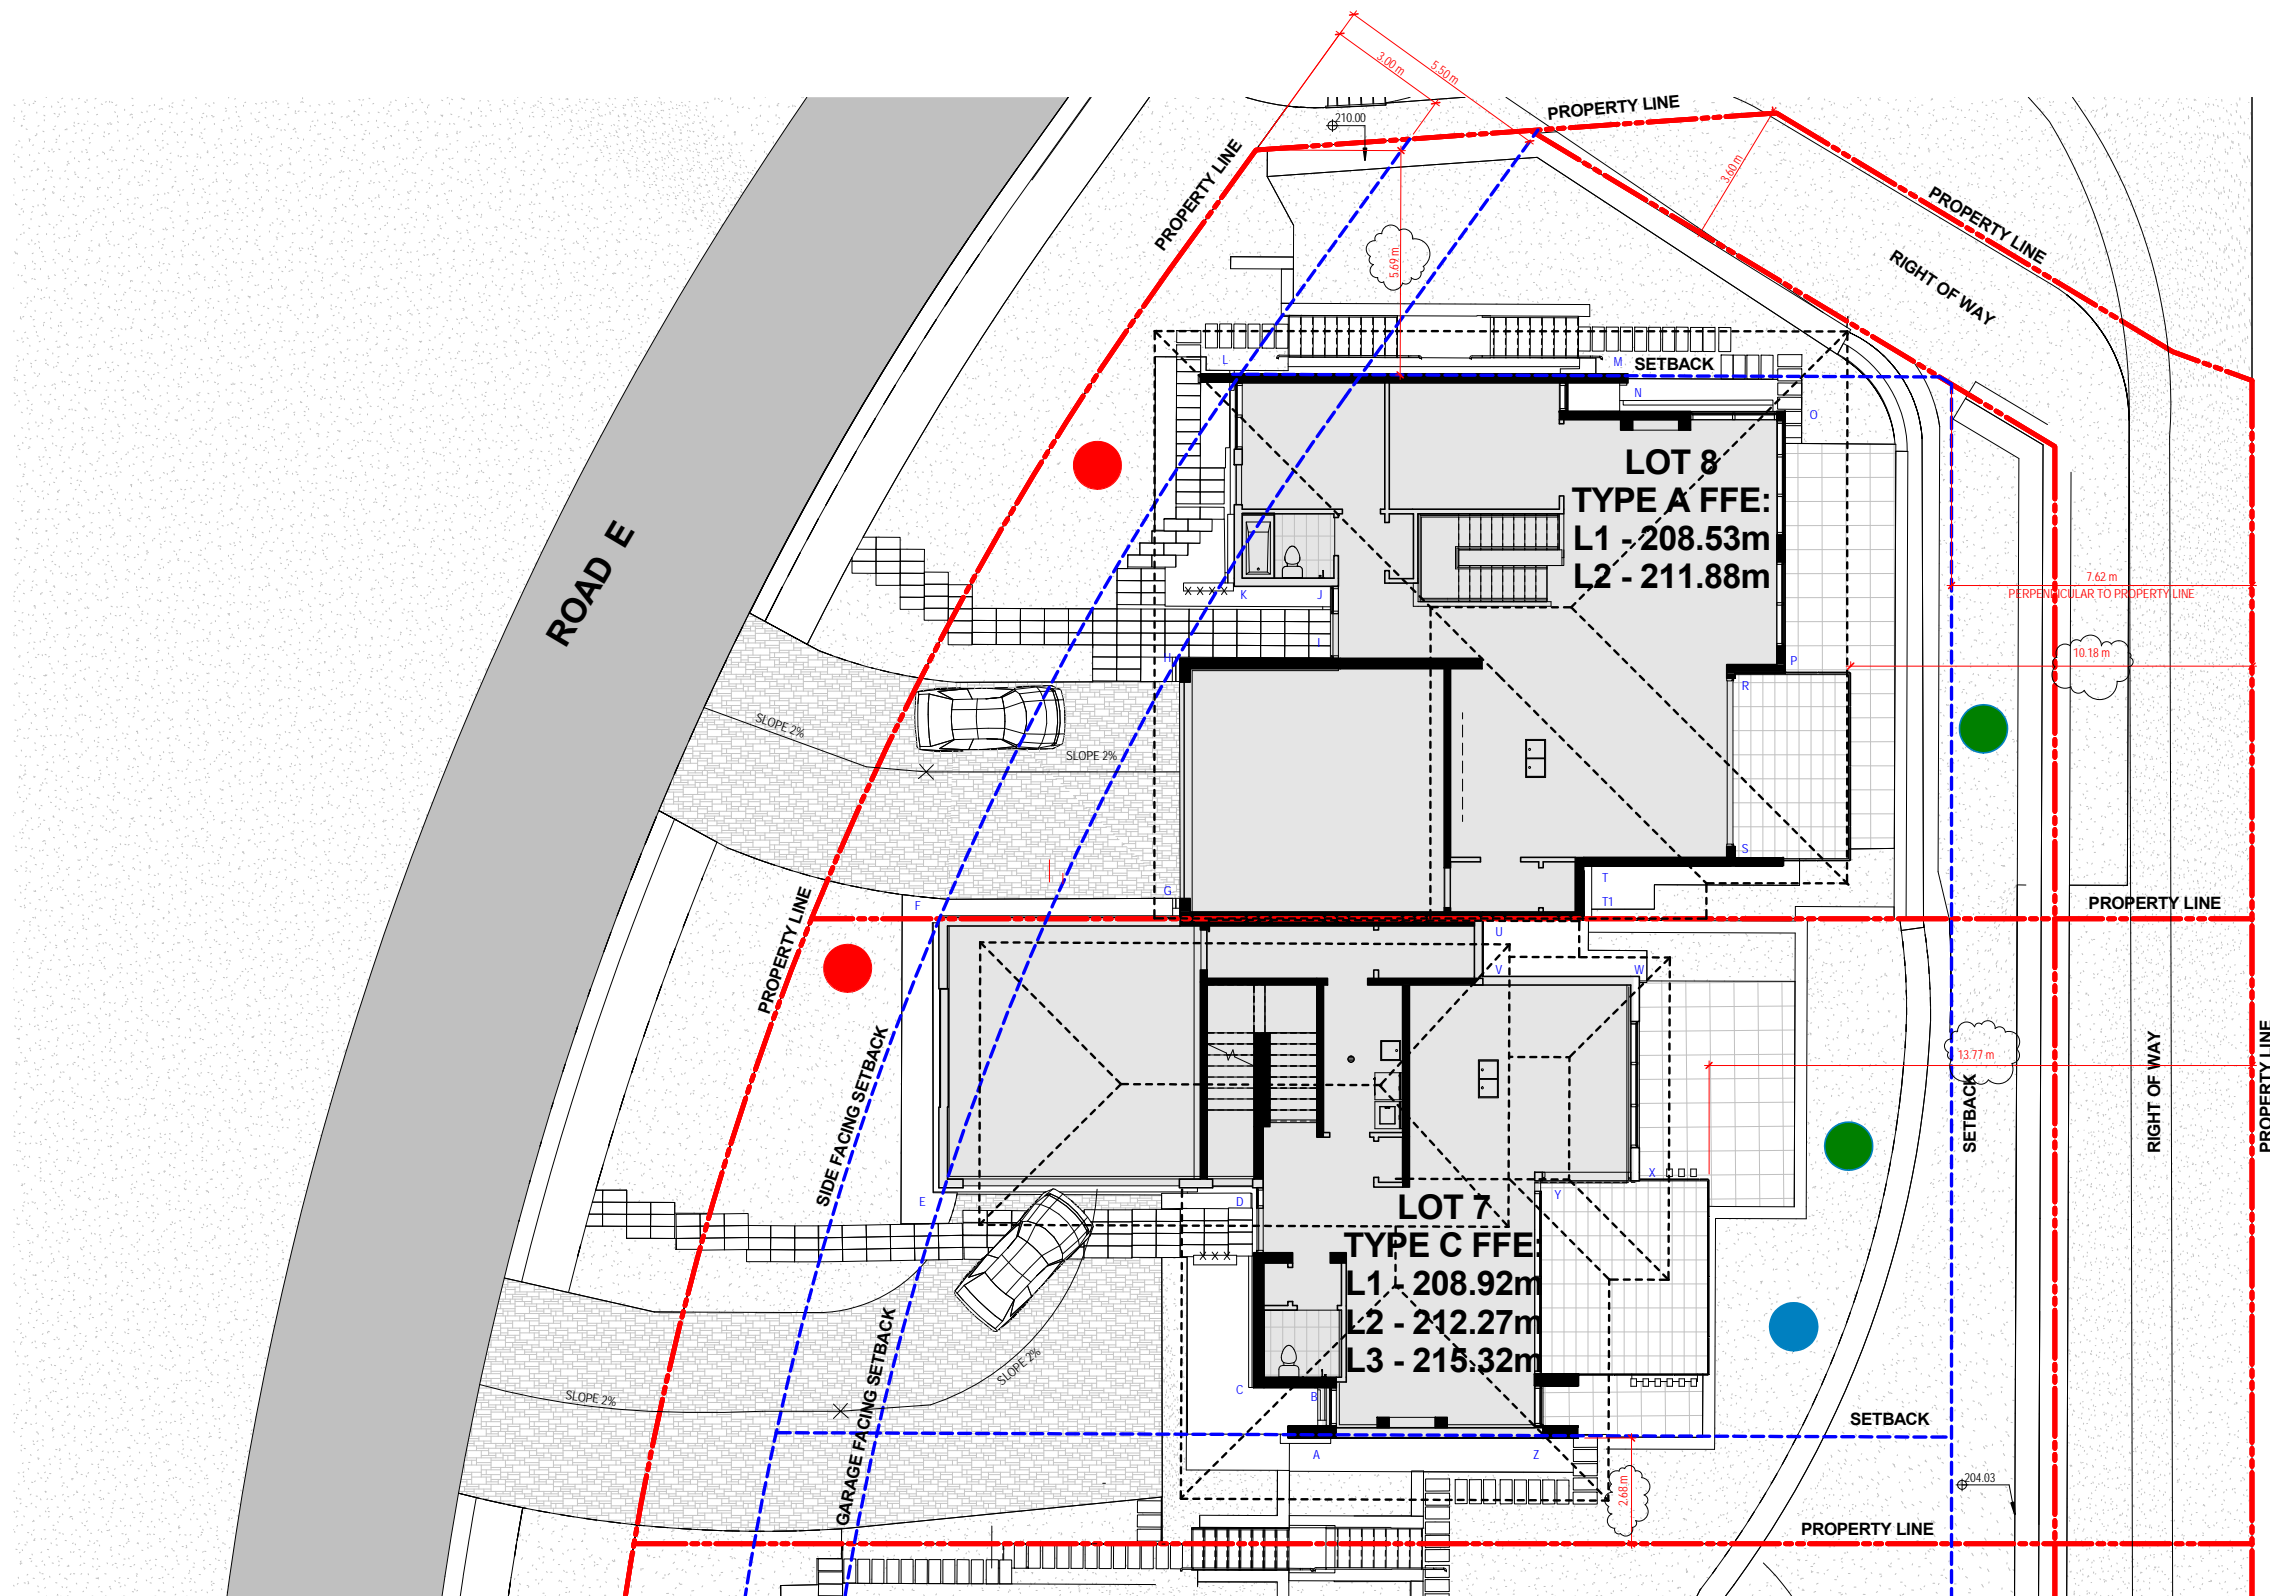 3.00 m
5.50 m
PROPERTY LINE
210.00
PROPERTY LINE
3.60 m
PROPERTY LINE
RIGHT OF WAY
5.69 m
L
M
SETBACK
N
O
LOT 8
TYPE A FFE:
L1 - 208.53m
L2 - 211.88m
ROAD E
7.62 m
PERPENDICULAR TO PROPERTY LINE
K
J
I
H
P
10.18 m
R
SLOPE 2%
SLOPE 2%
S
G
T
T1
F
PROPERTY LINE
PROPERTY LINE
U
V
W
SIDE FACING SETBACK
13.77 m
SETBACK
RIGHT OF WAY
PROPERTY LINE
X
Y
E
D
LOT 7
TYPE C FFE:
L1 - 208.92m
L2 - 212.27m
L3 - 215.32m
SLOPE 2%
SLOPE 2%
GARAGE FACING SETBACK
C
B
A
Z
SETBACK
2.68 m
204.03
PROPERTY LINE